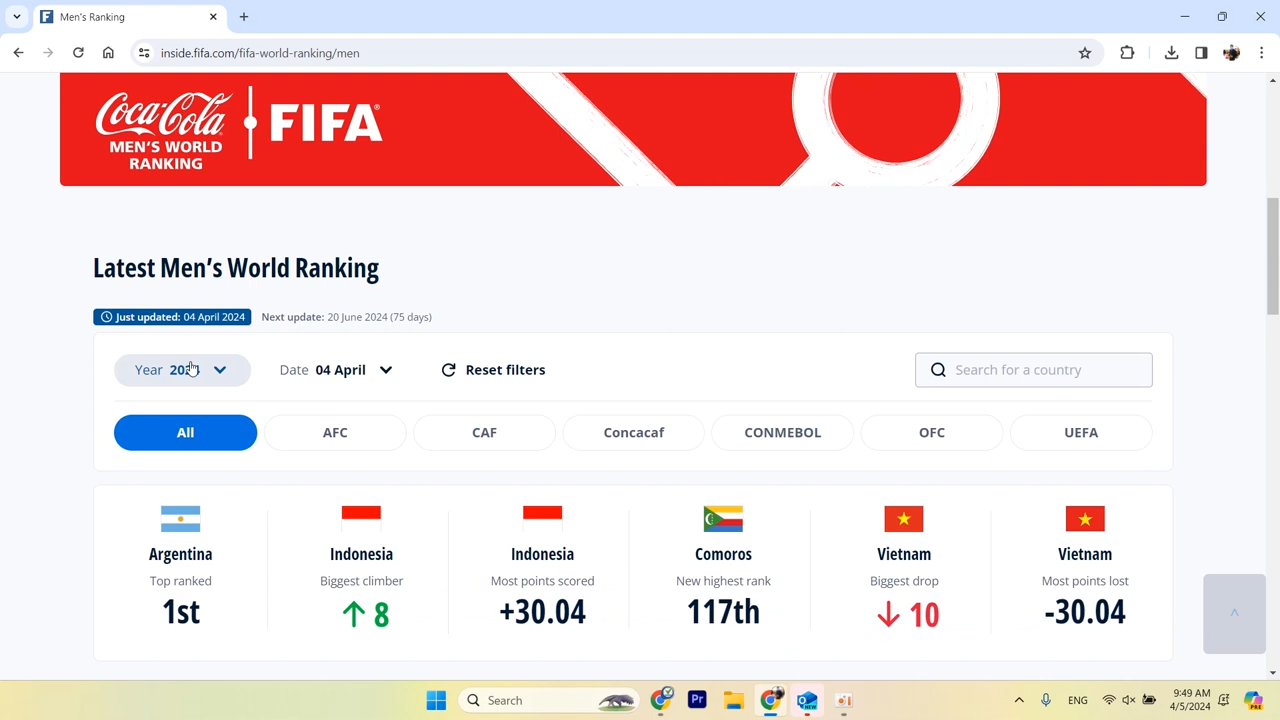 Men's Ranking
inside.fifa.com/fifa-world-ranking/men
Coca-Cola
MEN'S WORLD
RANKING
FIFA®
Latest Men's World Ranking
Just updated: 04 April 2024 Next update: 20 June 2024 (75 days)
Year Date 04 April Reset filters Search for a country
All AFC CAF Concacaf CONMEBOL OFC UEFA
Argentina Indonesia Indonesia Comoros Vietnam Vietnam
Top ranked Biggest climber Most points scored New highest rank Biggest drop Most points lost
1st ↑ 8 +30.04 117th ↓ 10 -30.04
Search ENG 9:49 AM
4/5/2024